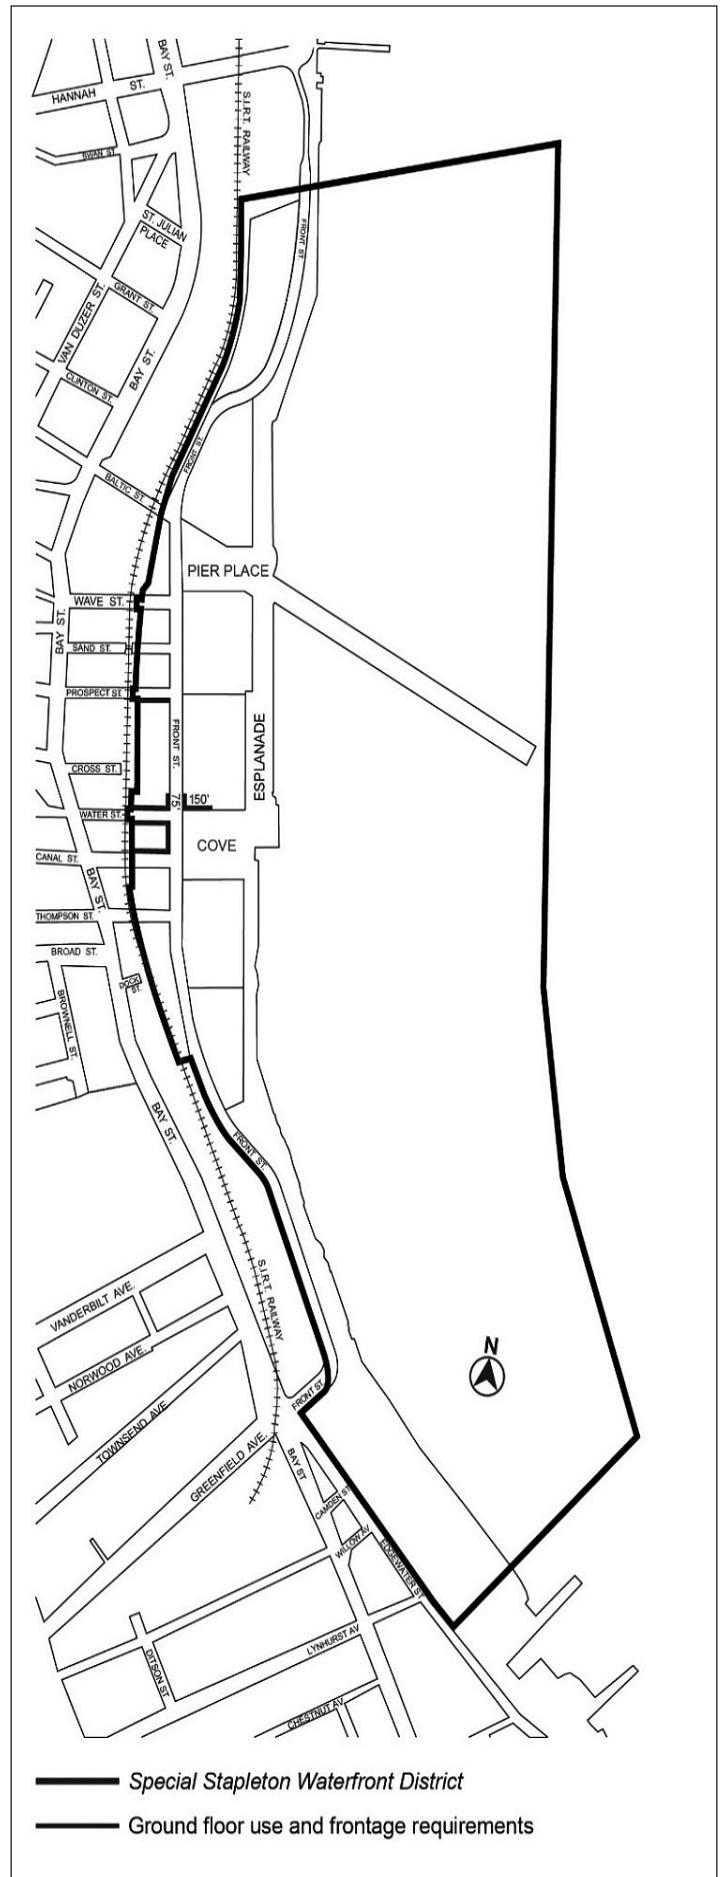 BAY ST.
HANNAH ST.
S.I.R.T. RAILWAY
SWAN ST
ST. JULIAN
PLACE
FRONT ST.
GRANT ST
VAN DUZER ST.
BAY ST.
CLINTON ST.
FRONT ST.
BALTIC ST.
PIER PLACE
WAVE ST.
BAY ST.
SAND ST.
PROSPECT ST.
FRONT ST.
ESPLANADE
CROSS ST.
75'
150'
WATER ST.
COVE
CANAL ST.
BAY ST.
THOMPSON ST.
BROAD ST.
DOCK
ST.
BROWNELL ST.
BAY ST.
FRONT ST.
S.I.R.T. RAILWAY
VANDERBILT AVE.
N
NORWOOD AVE.
FRONT ST.
TOWNSEND AVE.
GREENFIELD AVE.
BAY ST
CAMDEN ST
WILLOW AV
EDGEWATER ST
LYNHURST AV
DITSON ST
CHESTNUT AV
Special Stapleton Waterfront District
Ground floor use and frontage requirements